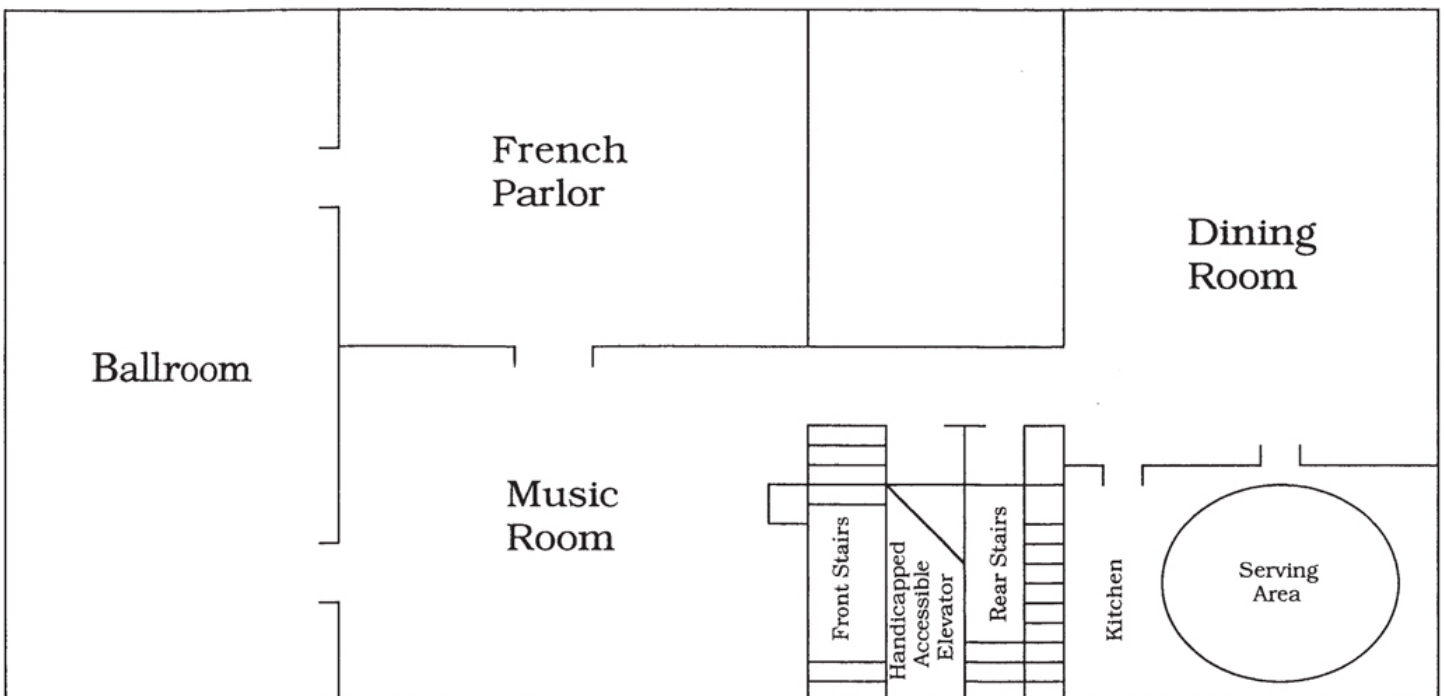 French
Parlor
Dining
Room
Ballroom
Music
Room
Front Stairs
Handicapped
Accessible
Elevator
Rear Stairs
Kitchen
Serving
Area